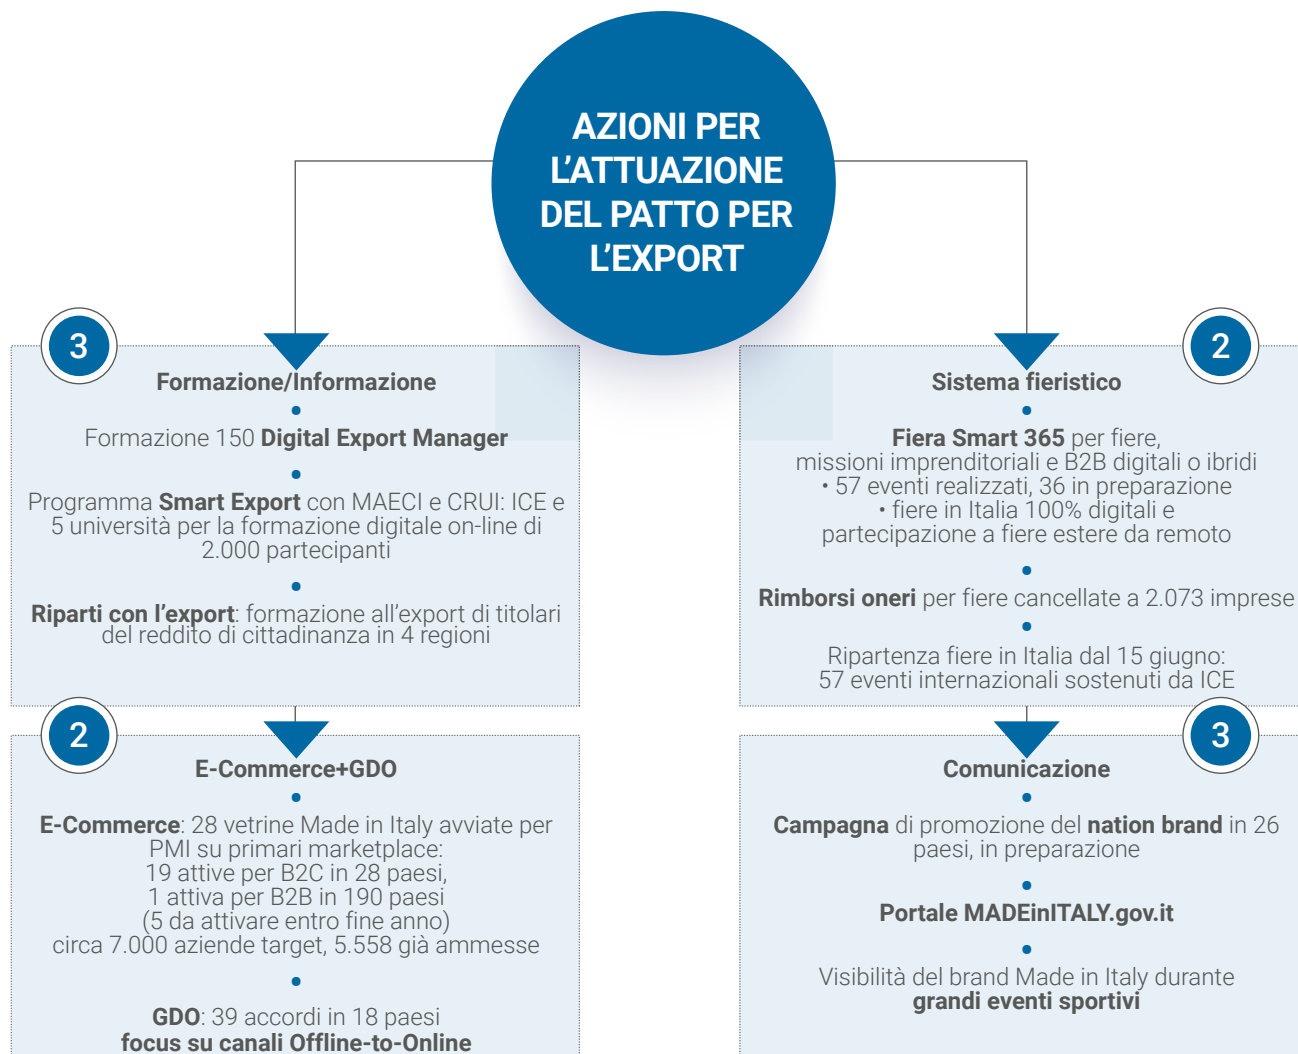 AZIONI PER
L'ATTUAZIONE
DEL PATTO PER
L'EXPORT
3
Formazione/Informazione
•
Formazione 150 Digital Export Manager
•
Programma Smart Export con MAECI e CRUI: ICE e
5 università per la formazione digitale on-line di
2.000 partecipanti
•
Riparti con l'export: formazione all'export di titolari
del reddito di cittadinanza in 4 regioni
2
Sistema fieristico
•
Fiera Smart 365 per fiere,
missioni imprenditoriali e B2B digitali o ibridi
• 57 eventi realizzati, 36 in preparazione
• fiere in Italia 100% digitali e
partecipazione a fiere estere da remoto
•
Rimborsi oneri per fiere cancellate a 2.073 imprese
•
Ripartenza fiere in Italia dal 15 giugno:
57 eventi internazionali sostenuti da ICE
2
E-Commerce+GDO
•
E-Commerce: 28 vetrine Made in Italy avviate per
PMI su primari marketplace:
19 attive per B2C in 28 paesi,
1 attiva per B2B in 190 paesi
(5 da attivare entro fine anno)
circa 7.000 aziende target, 5.558 già ammesse
•
GDO: 39 accordi in 18 paesi
focus su canali Offline-to-Online
3
Comunicazione
•
Campagna di promozione del nation brand in 26
paesi, in preparazione
•
Portale MADEinITALY.gov.it
•
Visibilità del brand Made in Italy durante
grandi eventi sportivi